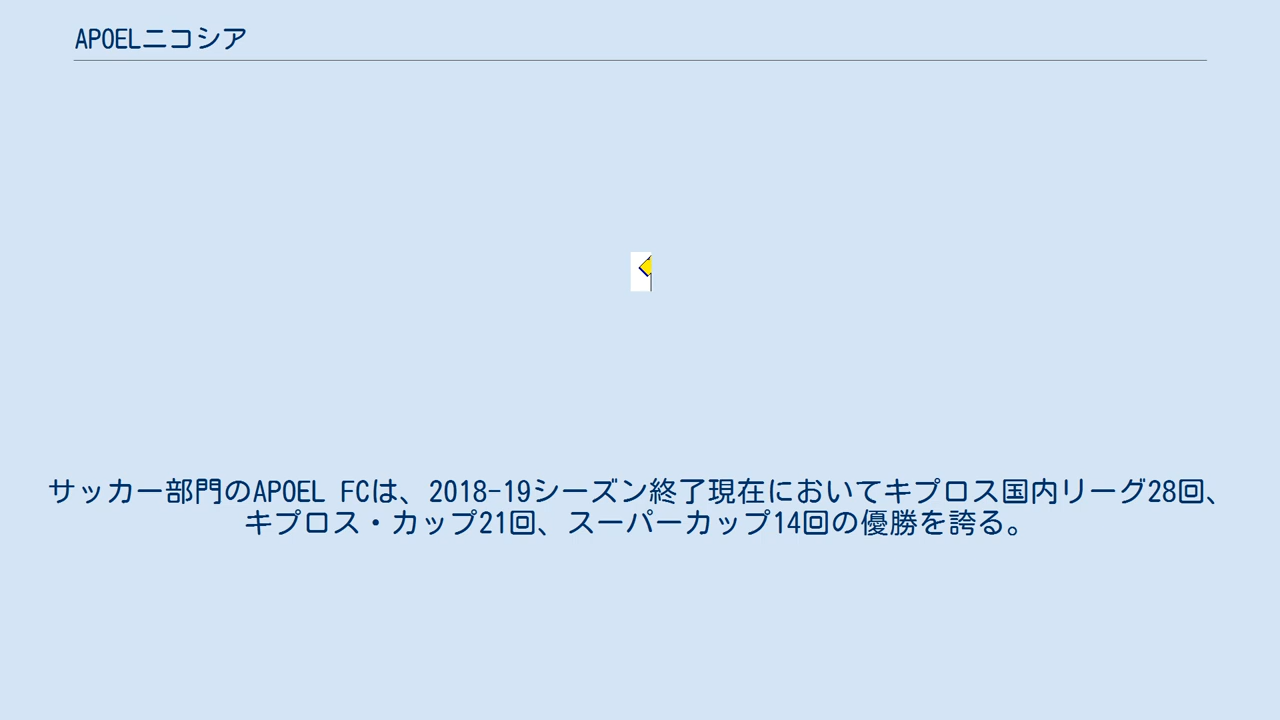 APOELニコシア
サッカー部門のAPOEL FCは、2018-19シーズン終了現在においてキプロス国内リーグ28回、
キプロス・カップ21回、スーパーカップ14回の優勝を誇る。